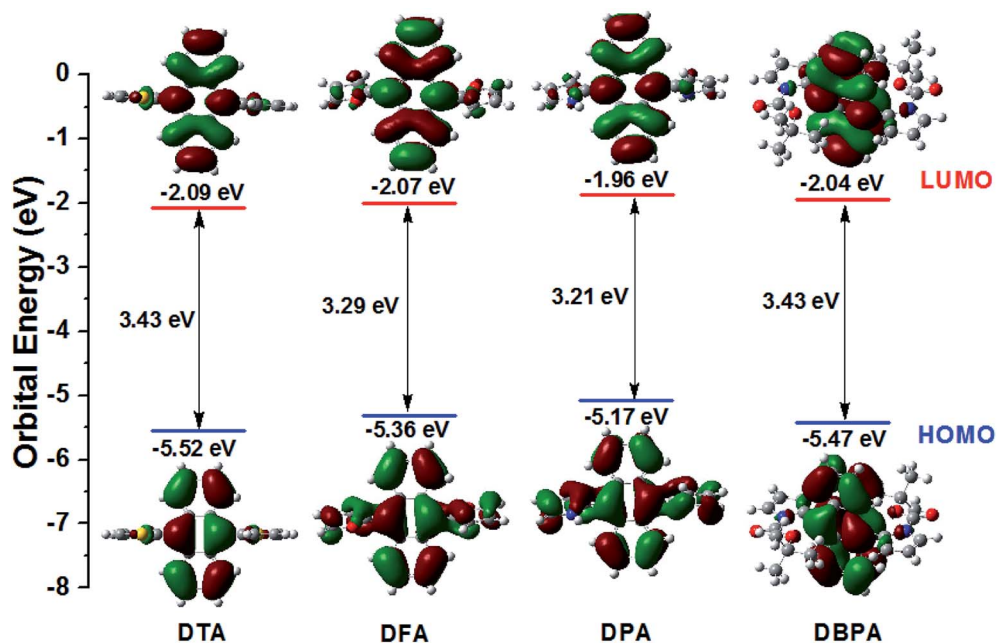 Orbital Energy (eV)
0
-1
-2
-3
-4
-5
-6
-7
-8
-2.09 eV
-2.07 eV
-1.96 eV
-2.04 eV
LUMO
3.43 eV
3.29 eV
3.21 eV
3.43 eV
-5.52 eV
-5.36 eV
-5.17 eV
-5.47 eV
HOMO
DTA
DFA
DPA
DBPA